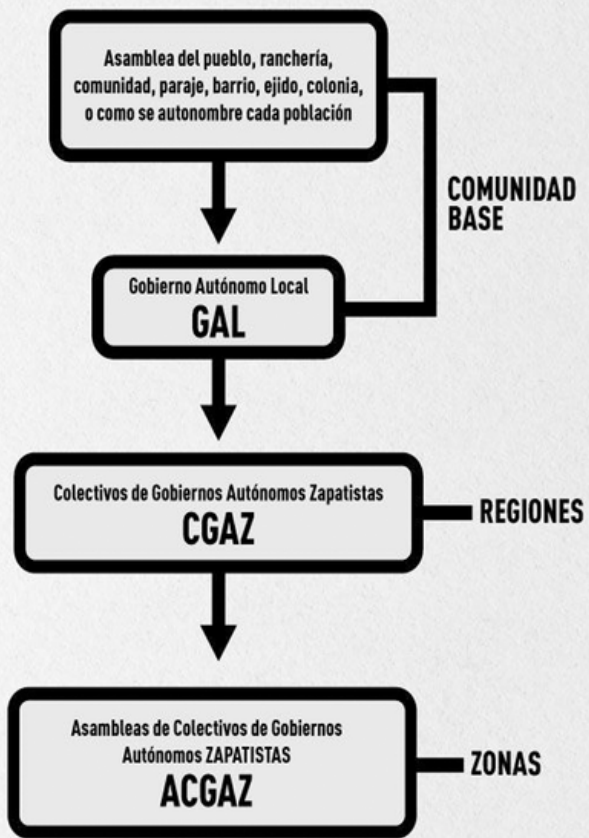 Asamblea del pueblo, ranchería,
comunidad, paraje, barrio, ejido, colonia,
o como se autonombre cada población
COMUNIDAD
BASE
Gobierno Autónomo Local
GAL
Colectivos de Gobiernos Autónomos Zapatistas
CGAZ
REGIONES
Asambleas de Colectivos de Gobiernos
Autónomos ZAPATISTAS
ACGAZ
ZONAS